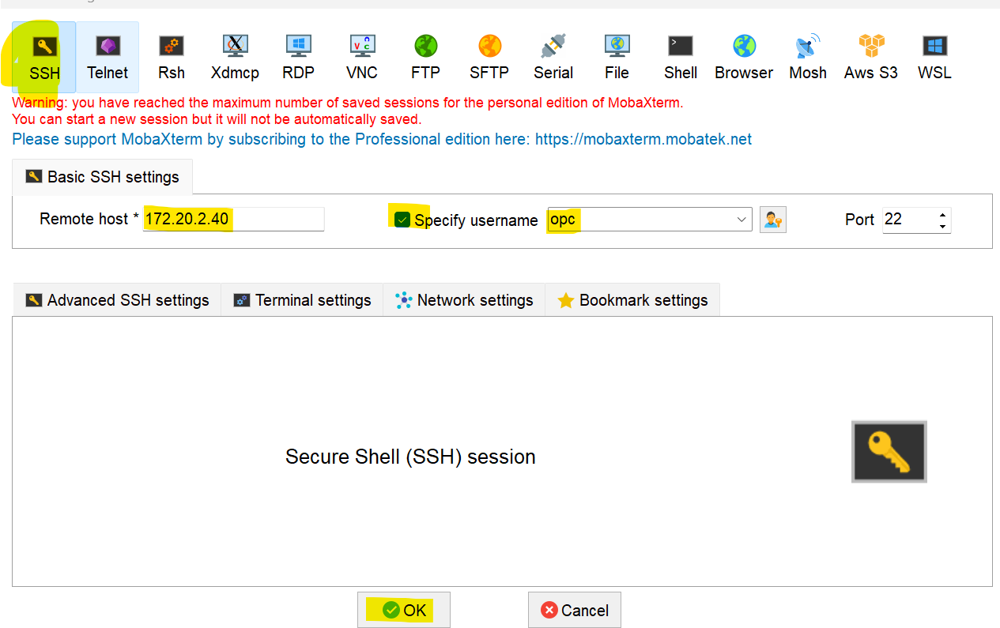 SSH Telnet Rsh Xdmcp RDP VNC FTP SFTP Serial File Shell Browser Mosh Aws S3 WSL
Warning: you have reached the maximum number of saved sessions for the personal edition of MobaXterm.
You can start a new session but it will not be automatically saved.
Please support MobaXterm by subscribing to the Professional edition here: https://mobaxterm.mobatek.net
Basic SSH settings
Remote host * 172.20.2.40 Specify username opc Port 22
Advanced SSH settings Terminal settings Network settings Bookmark settings
Secure Shell (SSH) session
OK Cancel